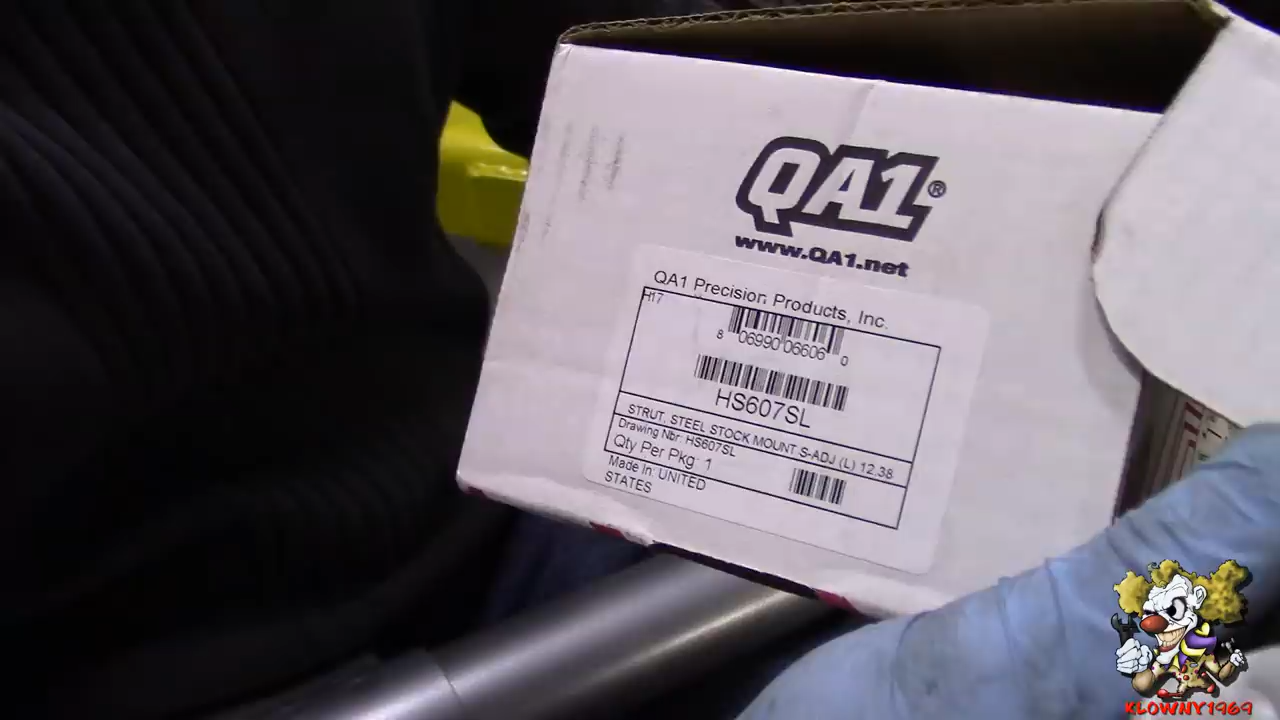 QA1®
www.QA1.net
QA1 Precision Products, Inc.
H17
8 06990 06606 0
HS607SL
STRUT, STEEL STOCK MOUNT S-ADJ (L) 12.38
Drawing Nbr: HS607SL
Qty Per Pkg: 1
Made In: UNITED
STATES
KLOWNY1969